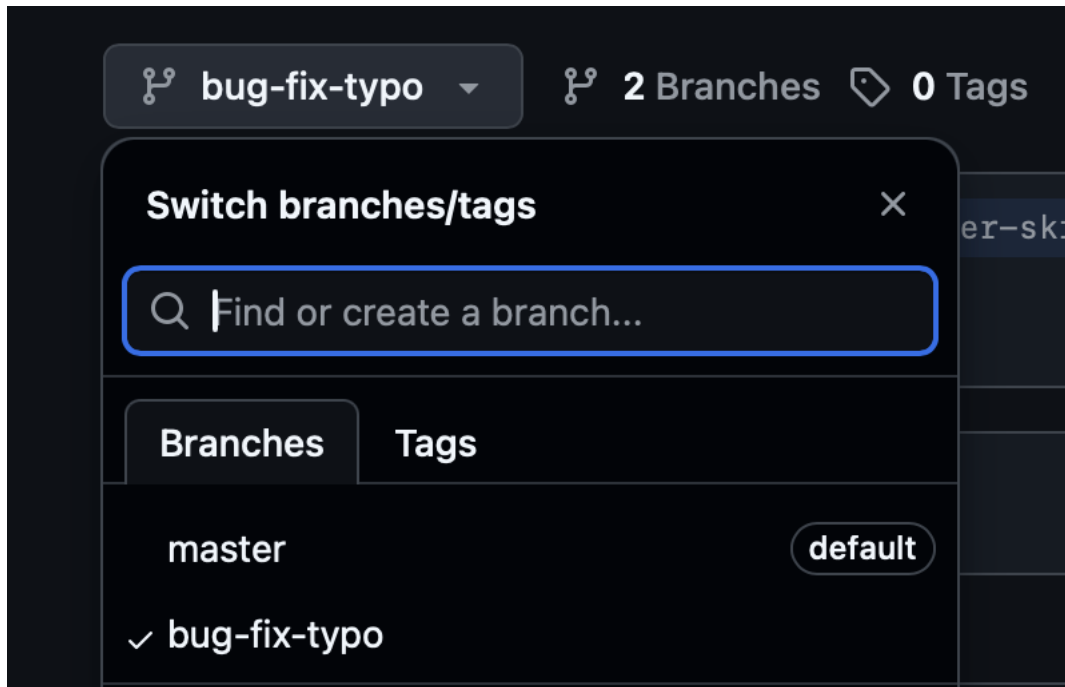 bug-fix-typo 2 Branches 0 Tags
Switch branches/tags
Find or create a branch...
Branches Tags
master default
bug-fix-typo